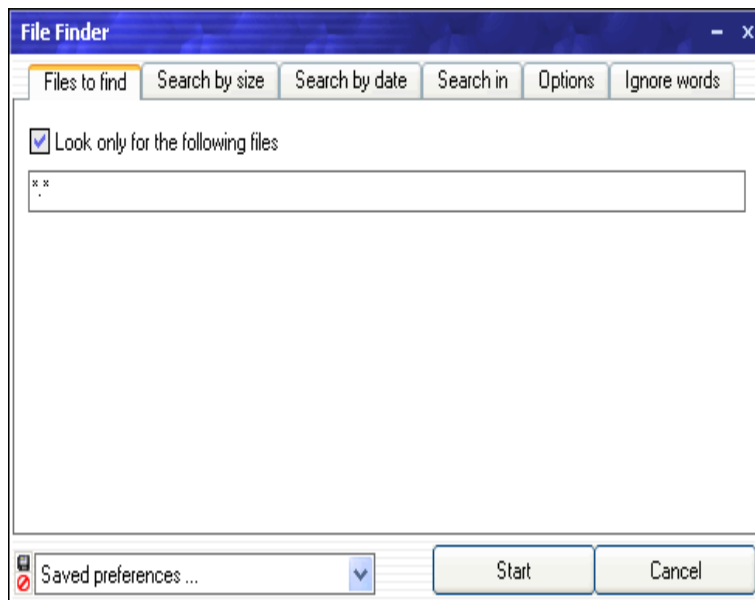 File Finder
Files to find Search by size Search by date Search in Options Ignore words
Look only for the following files
*.*
Saved preferences ... Start Cancel